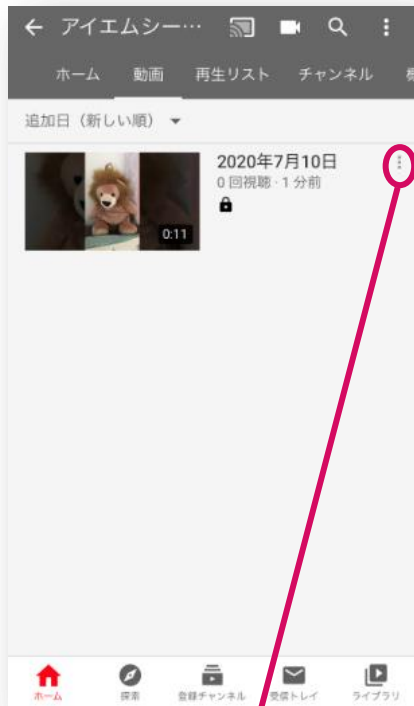 アイエムシー…
ホーム 動画 再生リスト チャンネル
追加日（新しい順）
2020年7月10日
0 回視聴・1 分前
0:11
ホーム 探索 登録チャンネル 受信トレイ ライブラリ